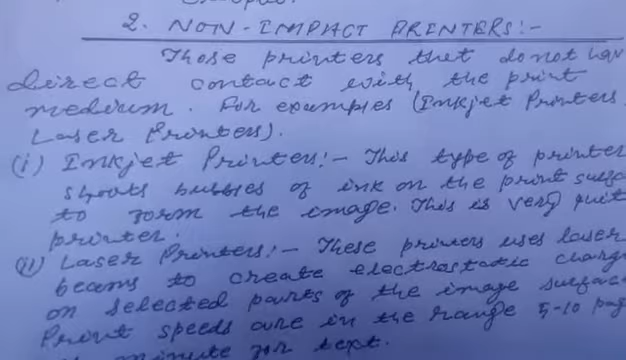 2. NON-IMPACT PRINTERS:-
Those printers that do not hav
direct contact with the print
medium. For examples (Inkjet Printers,
Laser Printers).
(i) Inkjet Printers:- This type of printer
shoots bubbles of ink on the print surfa
to form the image. This is very quit
printer.
(ii) Laser Printers:- These printers uses laser
beams to create electrostatic charg
on selected parts of the image surfac
Print speeds are in the range 5-10 pag
minute for text.